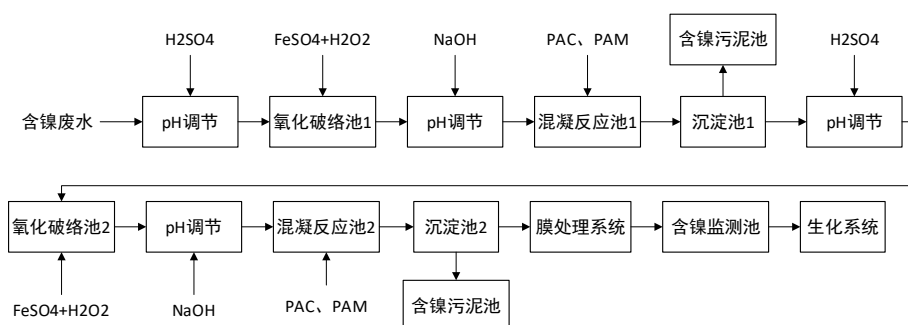 H2SO4
FeSO4+H2O2
NaOH
PAC、PAM
含镍污泥池
H2SO4
含镍废水
pH调节
氧化破络池1
pH调节
混凝反应池1
沉淀池1
pH调节
氧化破络池2
pH调节
混凝反应池2
沉淀池2
膜处理系统
含镍监测池
生化系统
FeSO4+H2O2
NaOH
PAC、PAM
含镍污泥池